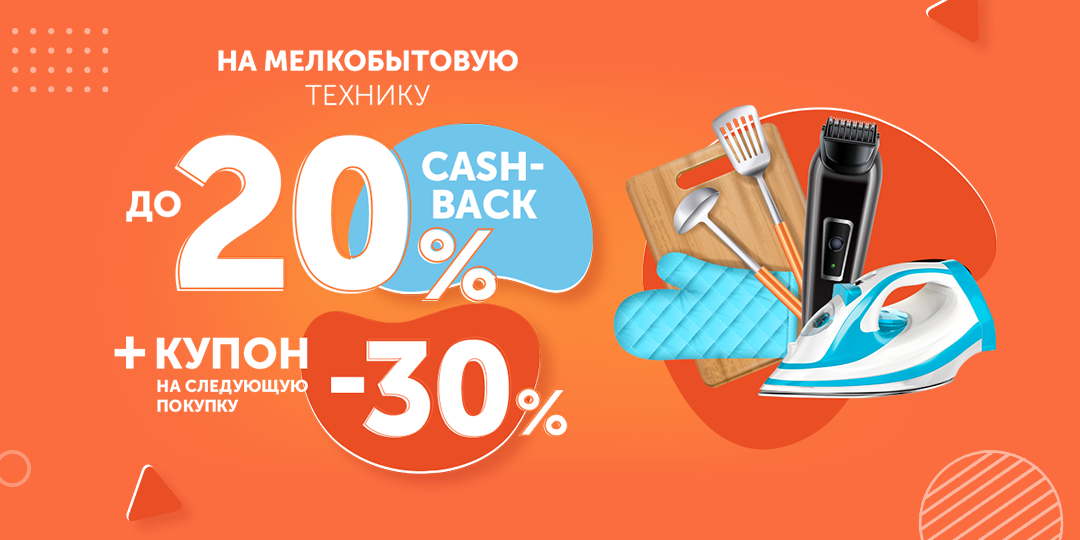 НА МЕЛКОБЫТОВУЮ
ТЕХНИКУ
ДО 20%
CASH-
BACK
+ КУПОН
НА СЛЕДУЮЩУЮ
ПОКУПКУ
-30%